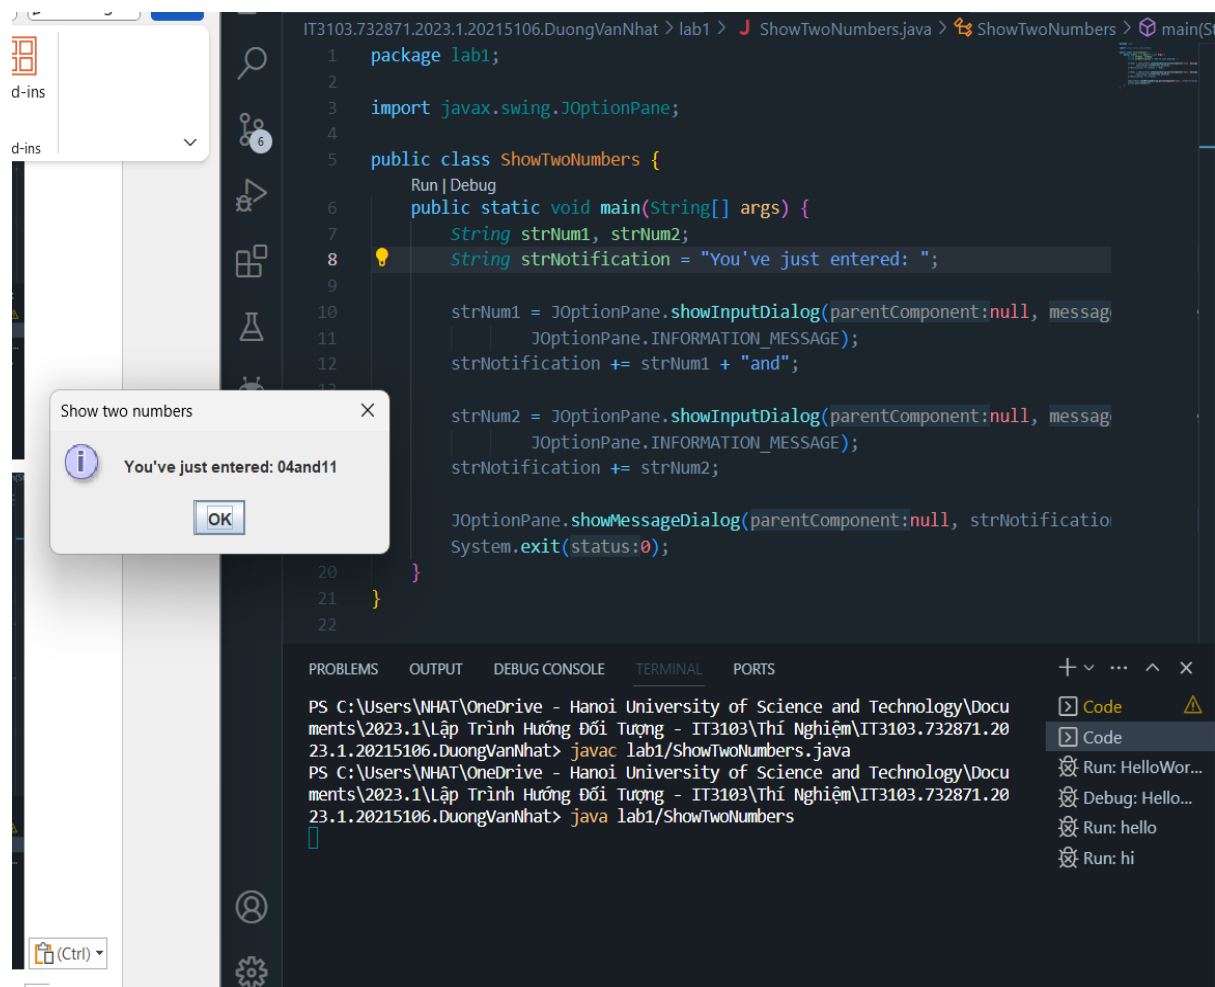 d-ins
d-ins
6
IT3103.732871.2023.1.20215106.DuongVanNhat > lab1 > J ShowTwoNumbers.java > ShowTwoNumbers > main(St
1 package lab1;
2
3 import javax.swing.JOptionPane;
4
5 public class ShowTwoNumbers {
Run | Debug
6 public static void main(String[] args) {
7 String strNum1, strNum2;
8 String strNotification = "You've just entered: ";
9
10 strNum1 = JOptionPane.showInputDialog(parentComponent:null, messag
11 JOptionPane.INFORMATION_MESSAGE);
12 strNotification += strNum1 + "and";
13
strNum2 = JOptionPane.showInputDialog(parentComponent:null, messag
JOptionPane.INFORMATION_MESSAGE);
strNotification += strNum2;
JOptionPane.showMessageDialog(parentComponent:null, strNotification
System.exit(status:0);
20 }
21 }
22
Show two numbers
You've just entered: 04and11
OK
PROBLEMS OUTPUT DEBUG CONSOLE TERMINAL PORTS
PS C:\Users\NHAT\OneDrive - Hanoi University of Science and Technology\Docu
ments\2023.1\Lập Trình Hướng Đối Tượng - IT3103\Thí Nghiệm\IT3103.732871.20
23.1.20215106.DuongVanNhat> javac lab1/ShowTwoNumbers.java
PS C:\Users\NHAT\OneDrive - Hanoi University of Science and Technology\Docu
ments\2023.1\Lập Trình Hướng Đối Tượng - IT3103\Thí Nghiệm\IT3103.732871.20
23.1.20215106.DuongVanNhat> java lab1/ShowTwoNumbers
Code
Code
Run: HelloWor...
Debug: Hello...
Run: hello
Run: hi
(Ctrl)